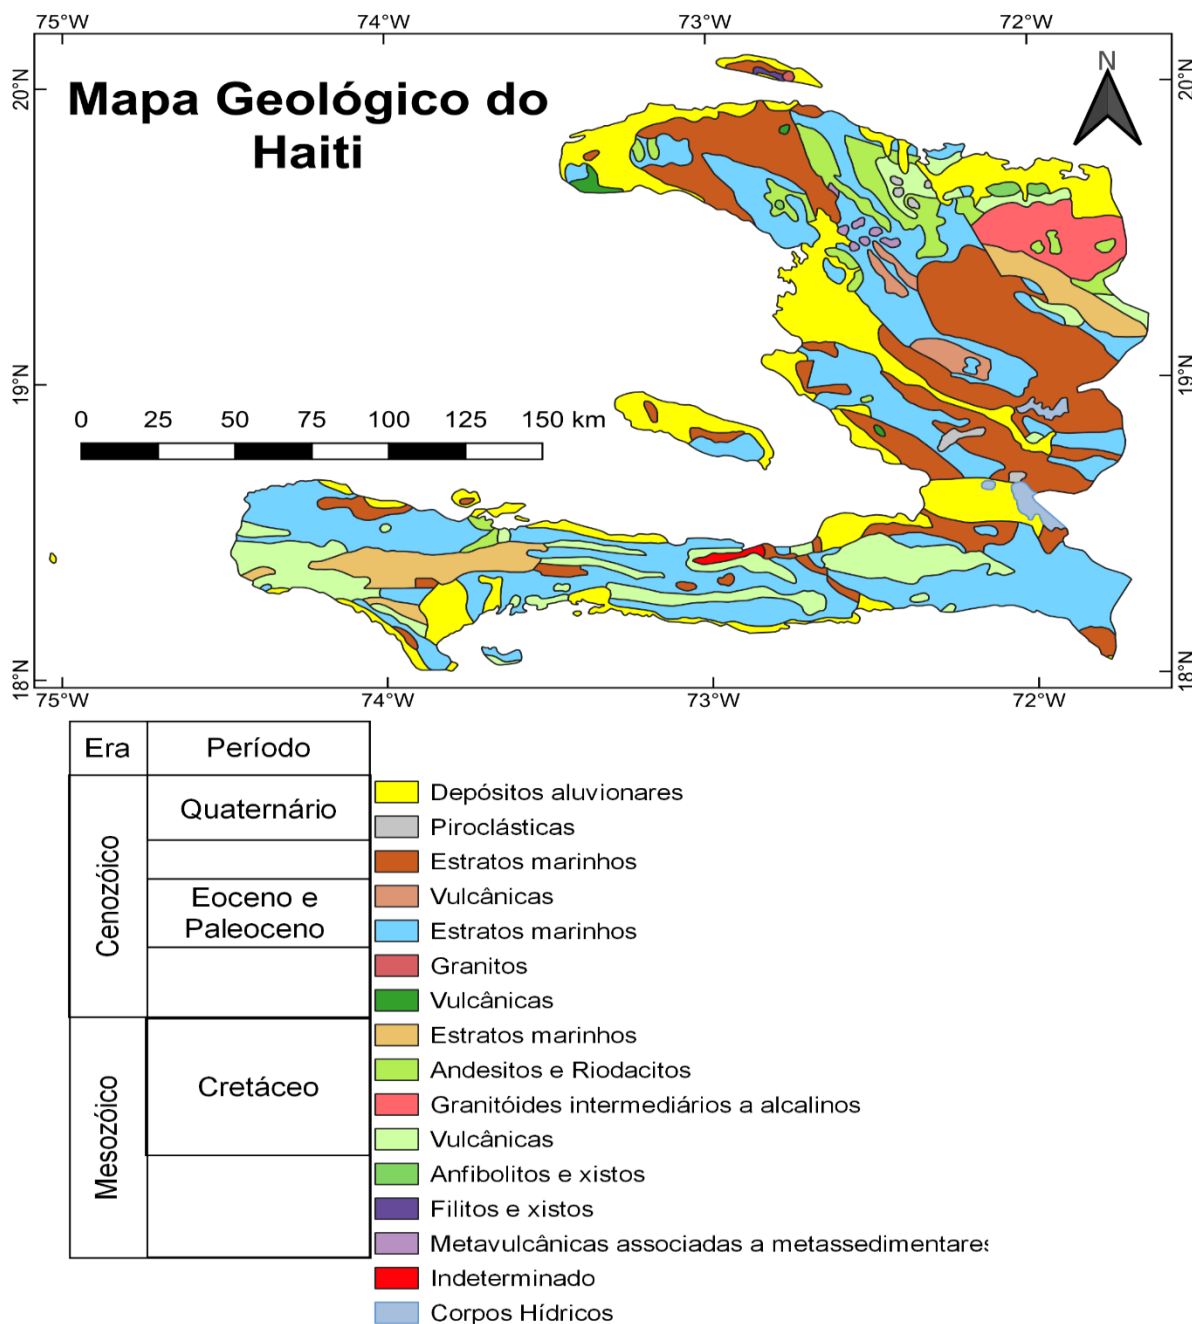 75°W 74°W 73°W 72°W
20°N
20°N
N
Mapa Geológico do
Haiti
19°N
19°N
0 25 50 75 100 125 150 km
18°N
18°N
75°W 74°W 73°W 72°W
Era Período
Cenozóico
Quaternário
Eoceno e
Paleoceno
Mesozóico
Cretáceo
Depósitos aluvionares
Piroclásticas
Estratos marinhos
Vulcânicas
Estratos marinhos
Granitos
Vulcânicas
Estratos marinhos
Andesitos e Riodacitos
Granitóides intermediários a alcalinos
Vulcânicas
Anfibolitos e xistos
Filitos e xistos
Metavulcânicas associadas a metassedimentares
Indeterminado
Corpos Hídricos